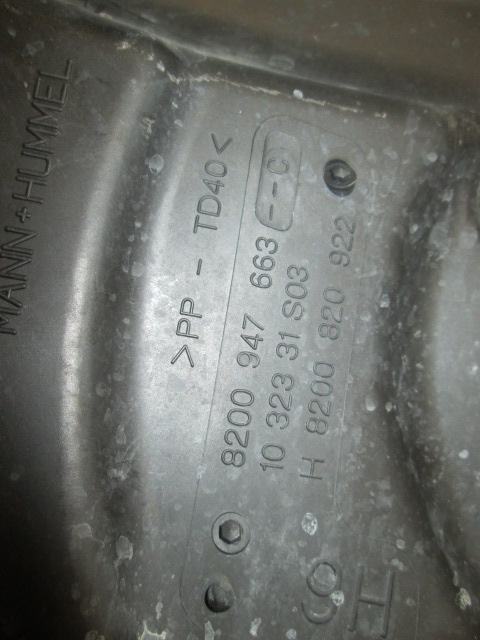 MANN+HUMMEL
>PP - TD40<
8200 947 663 --C
10 323 31 S03
H 8200 820 922
H